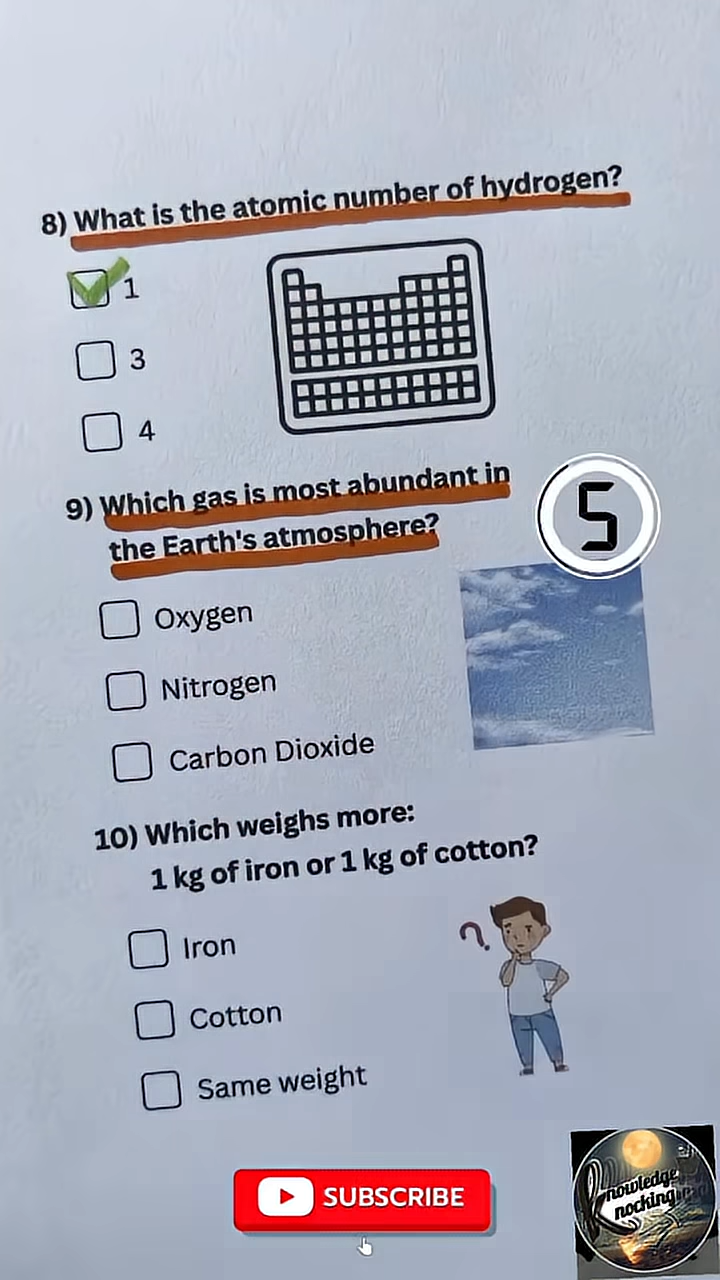 8) What is the atomic number of hydrogen?
1
3
4
9) Which gas is most abundant in
the Earth's atmosphere?
5
Oxygen
Nitrogen
Carbon Dioxide
10) Which weighs more:
1 kg of iron or 1 kg of cotton?
?
Iron
Cotton
Same weight
SUBSCRIBE
Knowledge
nocking